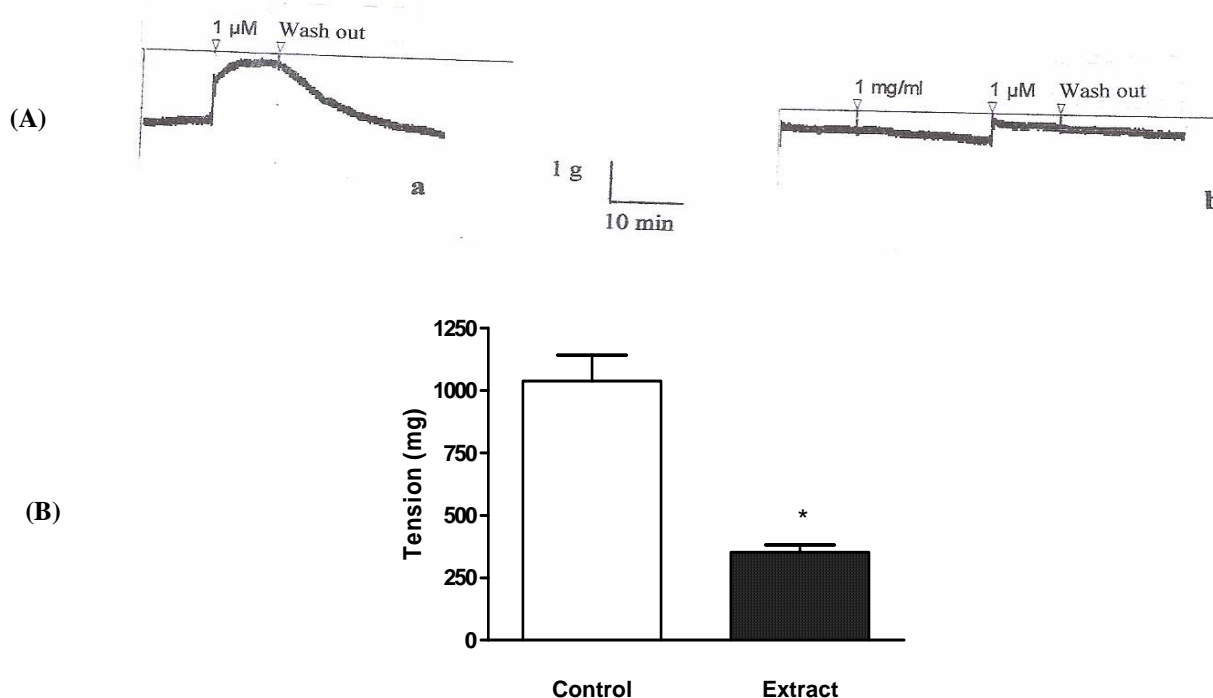 1 µM Wash out
1 mg/ml 1 µM Wash out
(A)
a
1 g
10 min
b
1250
1000
750
500
250
0
Tension (mg)
*
(B)
Control Extract